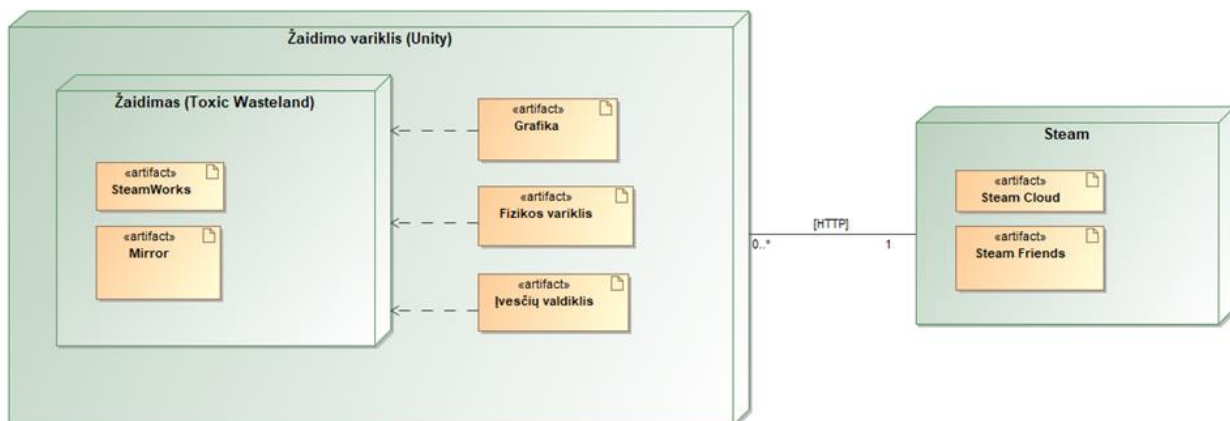 Žaidimo variklis (Unity)
Žaidimas (Toxic Wasteland)
«artifact»
SteamWorks
«artifact»
Mirror
«artifact»
Grafika
«artifact»
Fizikos variklis
«artifact»
Įvesčių valdiklis
[HTTP]
0..*
1
Steam
«artifact»
Steam Cloud
«artifact»
Steam Friends